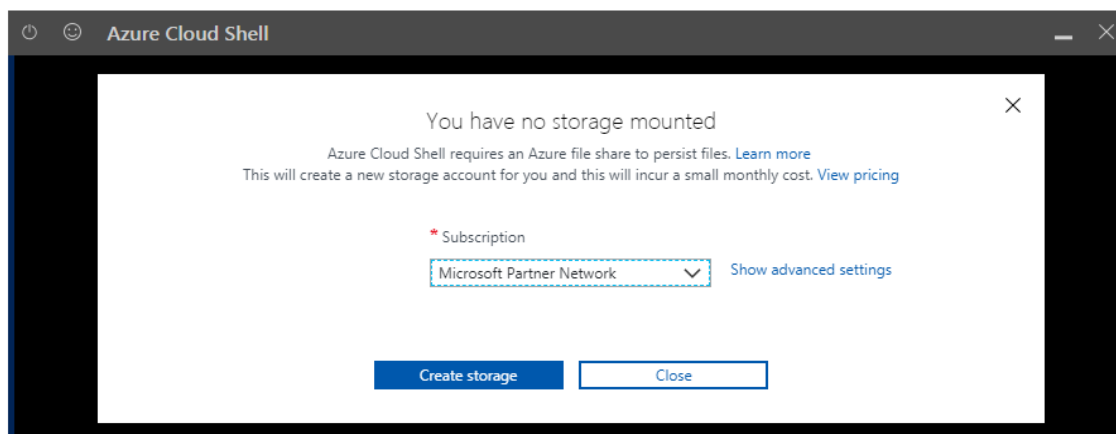 Azure Cloud Shell
You have no storage mounted
Azure Cloud Shell requires an Azure file share to persist files. Learn more
This will create a new storage account for you and this will incur a small monthly cost. View pricing
* Subscription
Microsoft Partner Network
Show advanced settings
Create storage
Close